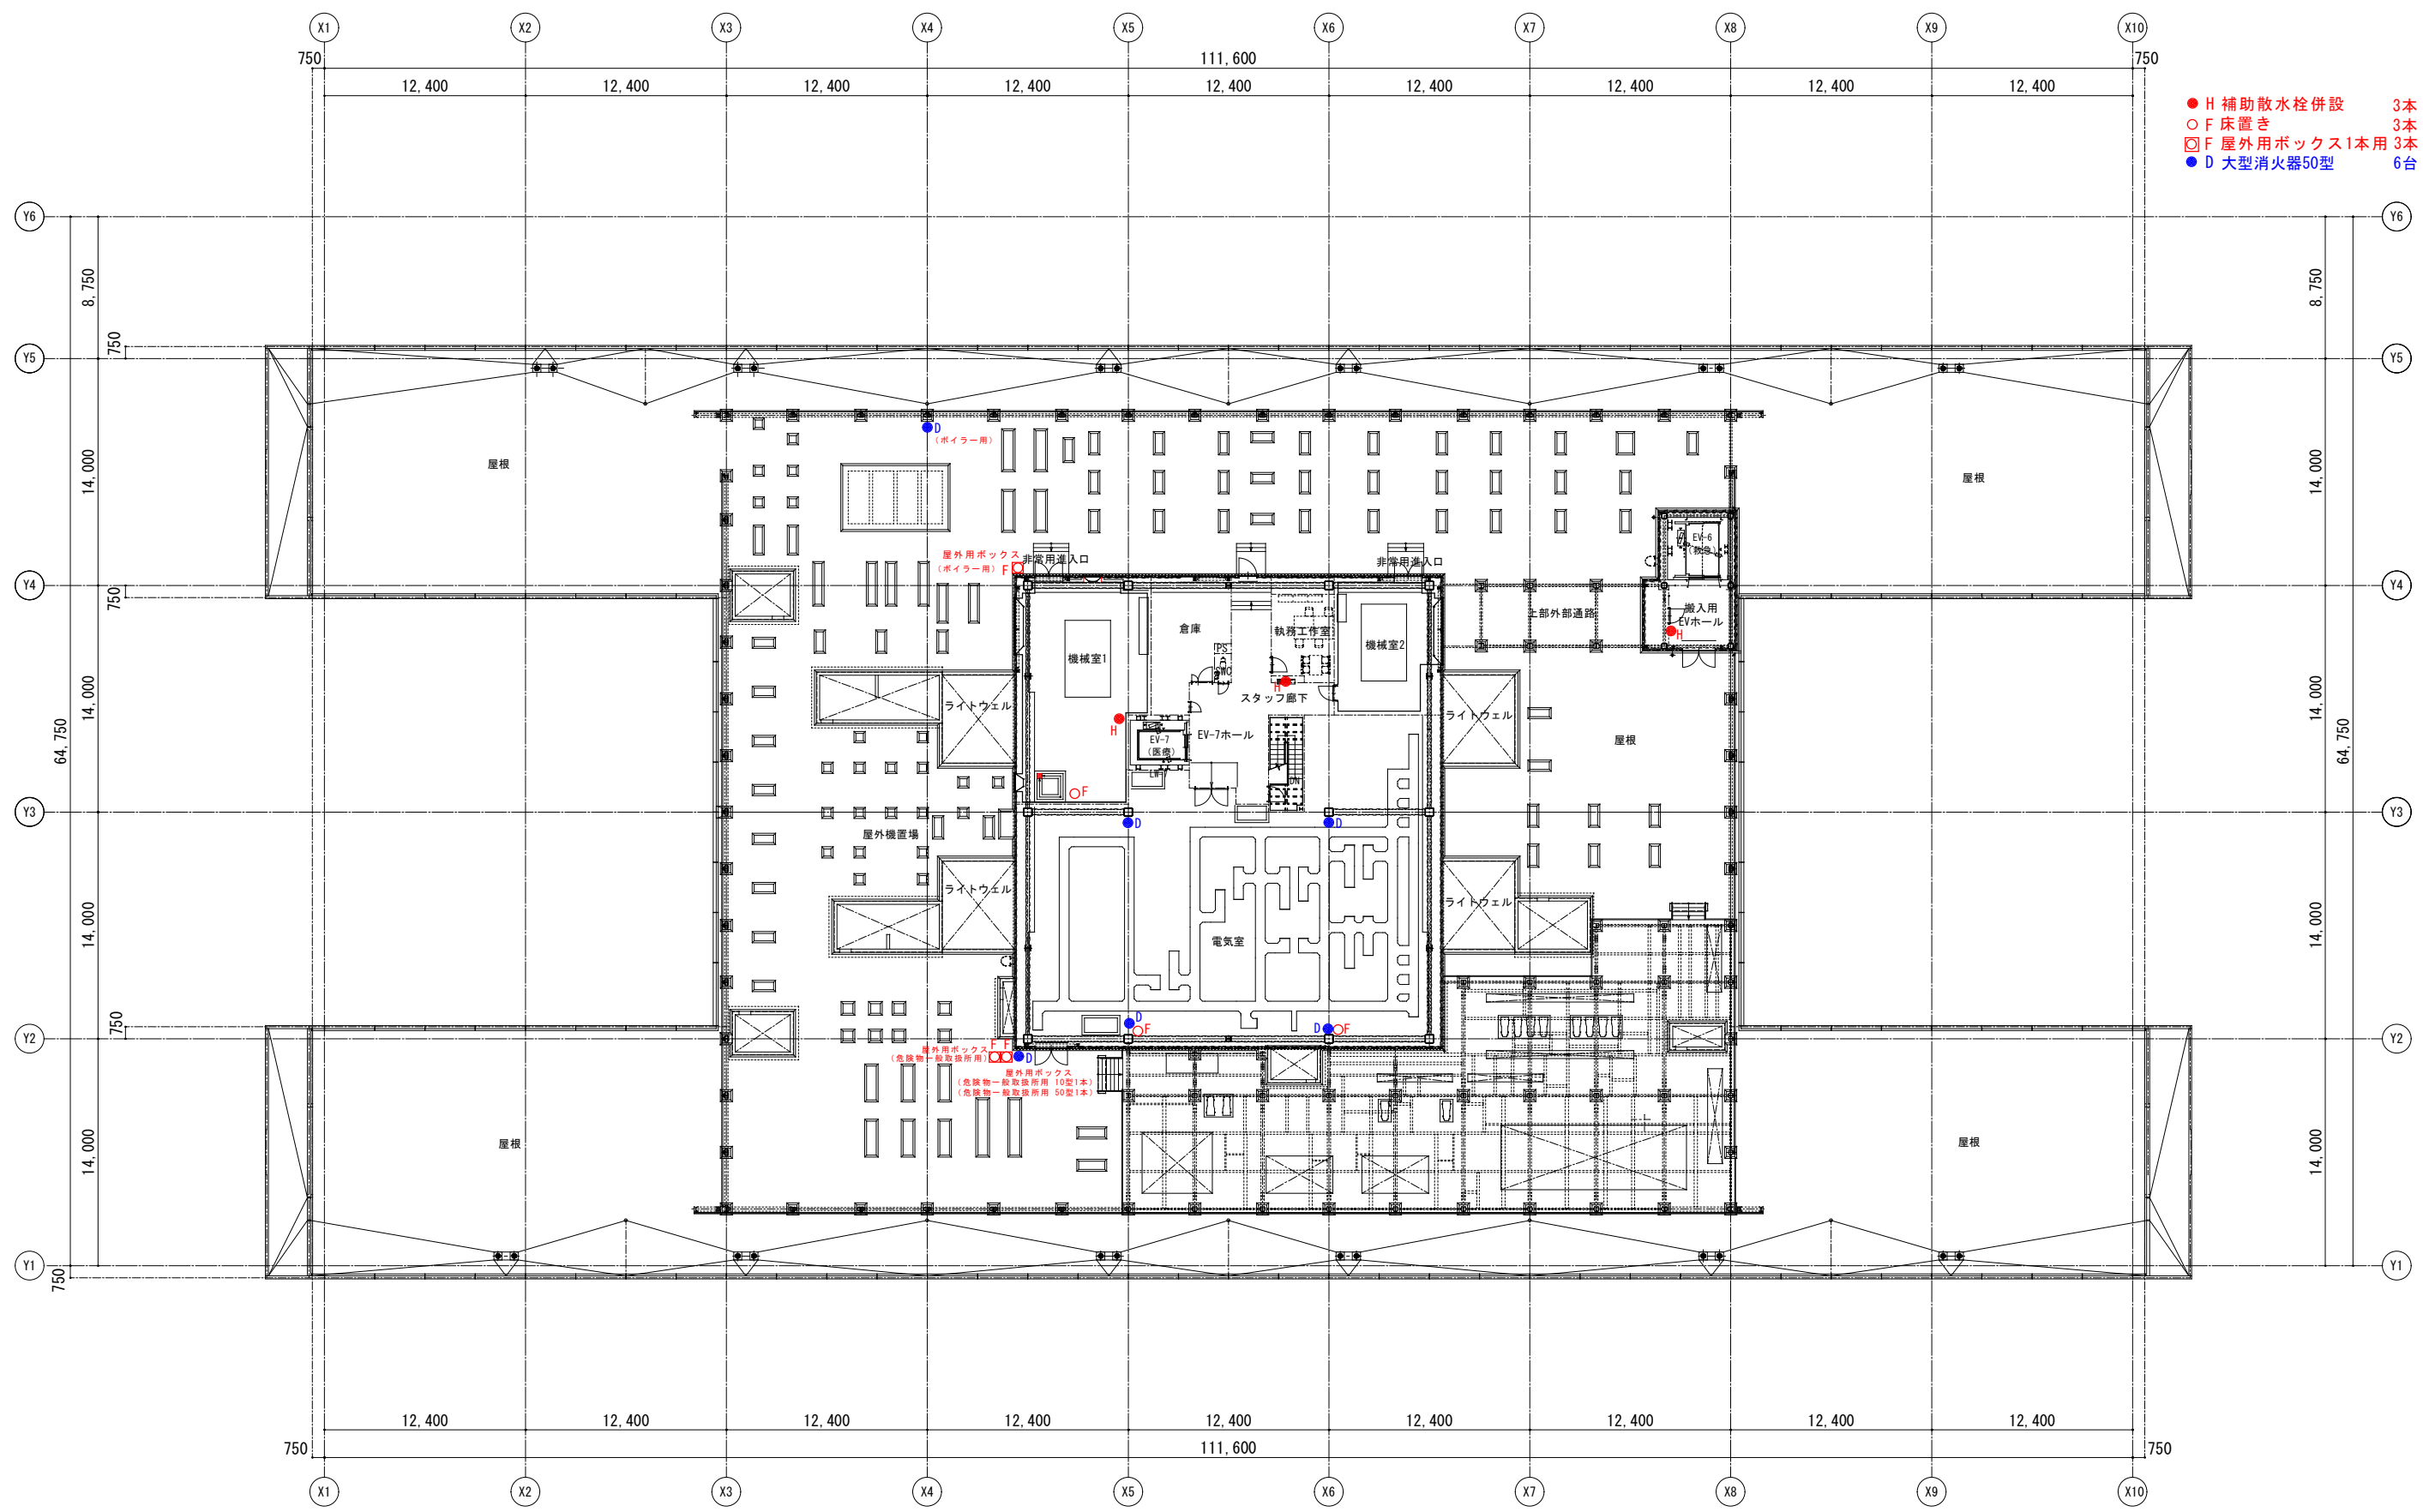 X1 X2 X3 X4 X5 X6 X7 X8 X9 X10
750 111,600 750
12,400 12,400 12,400 12,400 12,400 12,400 12,400 12,400 12,400
H 補助散水栓併設 3本
F 床置き 3本
F 屋外用ボックス1本用 3本
D 大型消火器50型 6台
Y6 Y6
8,750 8,750
750
Y5 Y5
D
(ボイラー用)
14,000 屋根 屋根 14,000
EV-6
(救急)
屋外用ボックス
(ボイラー用) F
非常用進入口 非常用進入口
Y4 Y4
750
搬入用
EVホール
H
上部外部通路
倉庫 執務工作室
機械室1 PS 機械室2
WC
H
スタッフ廊下
14,000 ライトウェル ライトウェル 14,000
64,750 64,750
H
EV-7
(医療)
EV-7ホール
屋根
DN
F
Y3 Y3
D D
屋外機置場
ライトウェル ライトウェル
14,000 14,000
電気室
750
D F D F
Y2 Y2
F F
屋外用ボックス
(危険物一般取扱所用)
D
屋外用ボックス
(危険物一般取扱所用 10型1本)
(危険物一般取扱所用 50型1本)
14,000 屋根 屋根 14,000
Y1 Y1
750
12,400 12,400 12,400 12,400 12,400 12,400 12,400 12,400 12,400
750 111,600 750
X1 X2 X3 X4 X5 X6 X7 X8 X9 X10